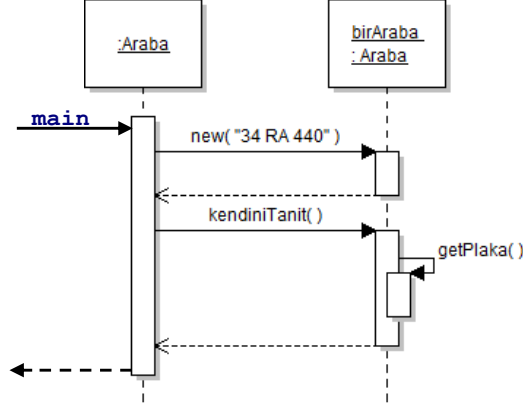 :Araba
birAraba
: Araba
main
new( "34 RA 440" )
kendiniTanit( )
getPlaka( )